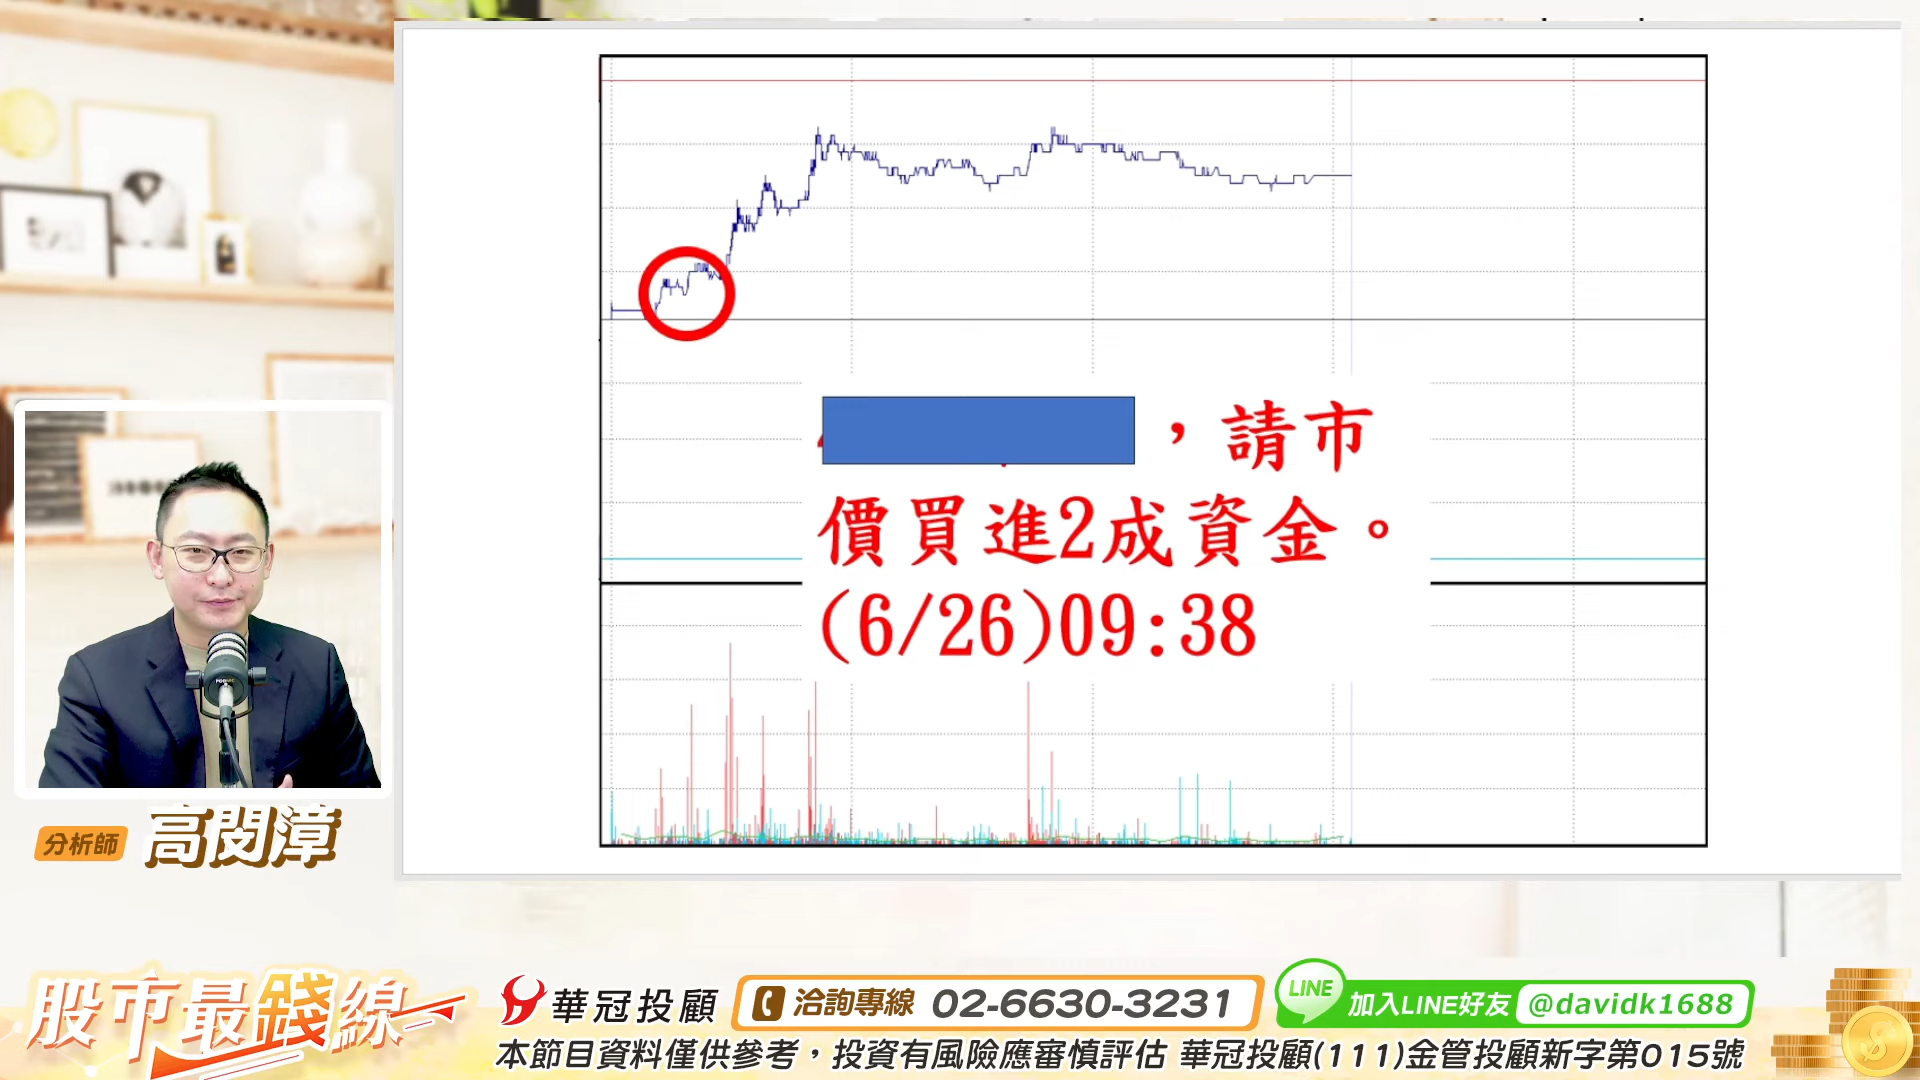 ，請市
價買進2成資金。
(6/26)09:38
分析師 高閔漳
股市最錢線
華冠投顧 洽詢專線 02-6630-3231
LINE 加入LINE好友 @davidk1688
本節目資料僅供參考，投資有風險應審慎評估 華冠投顧(111)金管投顧新字第015號